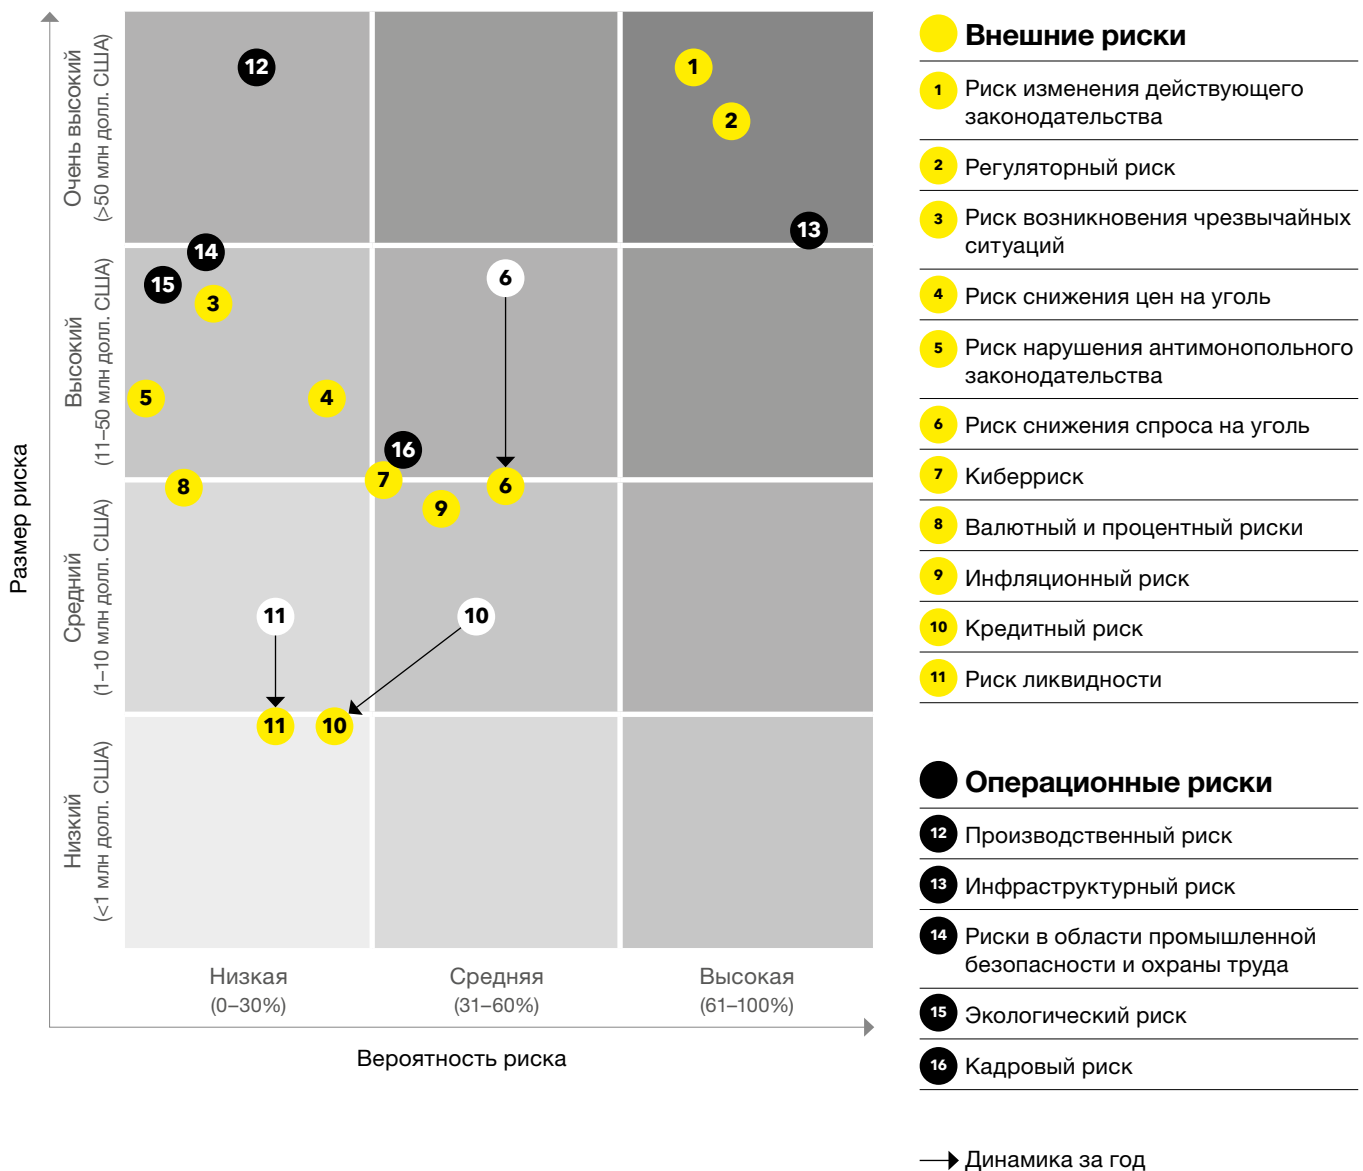 Размер риска
Очень высокий
(>50 млн долл. США)
Высокий
(11–50 млн долл. США)
Средний
(1–10 млн долл. США)
Низкий
(<1 млн долл. США)
12
1
2
13
14
15
3
6
5
4
16
7
8
9
6
11
10
11
10
Низкая
(0–30%)
Средняя
(31–60%)
Высокая
(61–100%)
Вероятность риска
Внешние риски
1 Риск изменения действующего
законодательства
2 Регуляторный риск
3 Риск возникновения чрезвычайных
ситуаций
4 Риск снижения цен на уголь
5 Риск нарушения антимонопольного
законодательства
6 Риск снижения спроса на уголь
7 Киберриск
8 Валютный и процентный риски
9 Инфляционный риск
10 Кредитный риск
11 Риск ликвидности
Операционные риски
12 Производственный риск
13 Инфраструктурный риск
14 Риски в области промышленной
безопасности и охраны труда
15 Экологический риск
16 Кадровый риск
Динамика за год